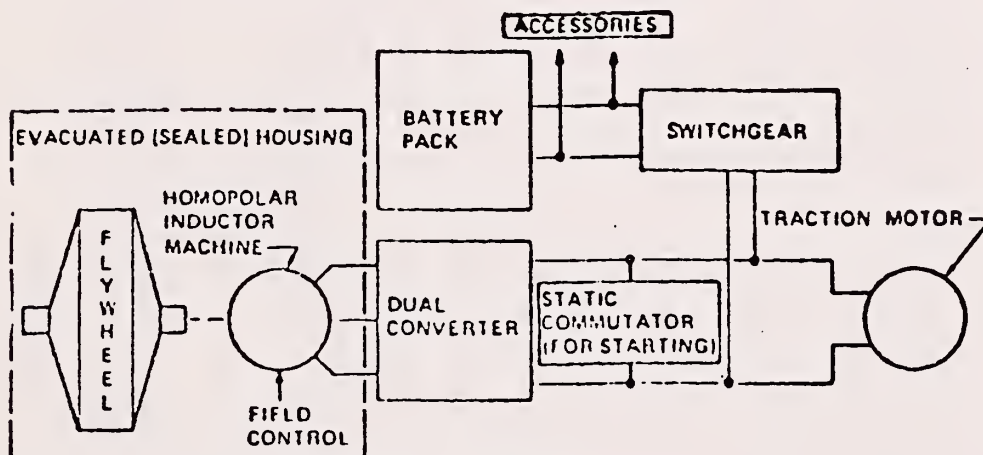 ACCESSORIES
BATTERY
PACK
SWITCHGEAR
EVACUATED (SEALED) HOUSING
HOMOPOLAR
INDUCTOR
MACHINE
FLYWHEEL
FIELD
CONTROL
DUAL
CONVERTER
STATIC
COMMUTATOR
(FOR STARTING)
TRACTION MOTOR